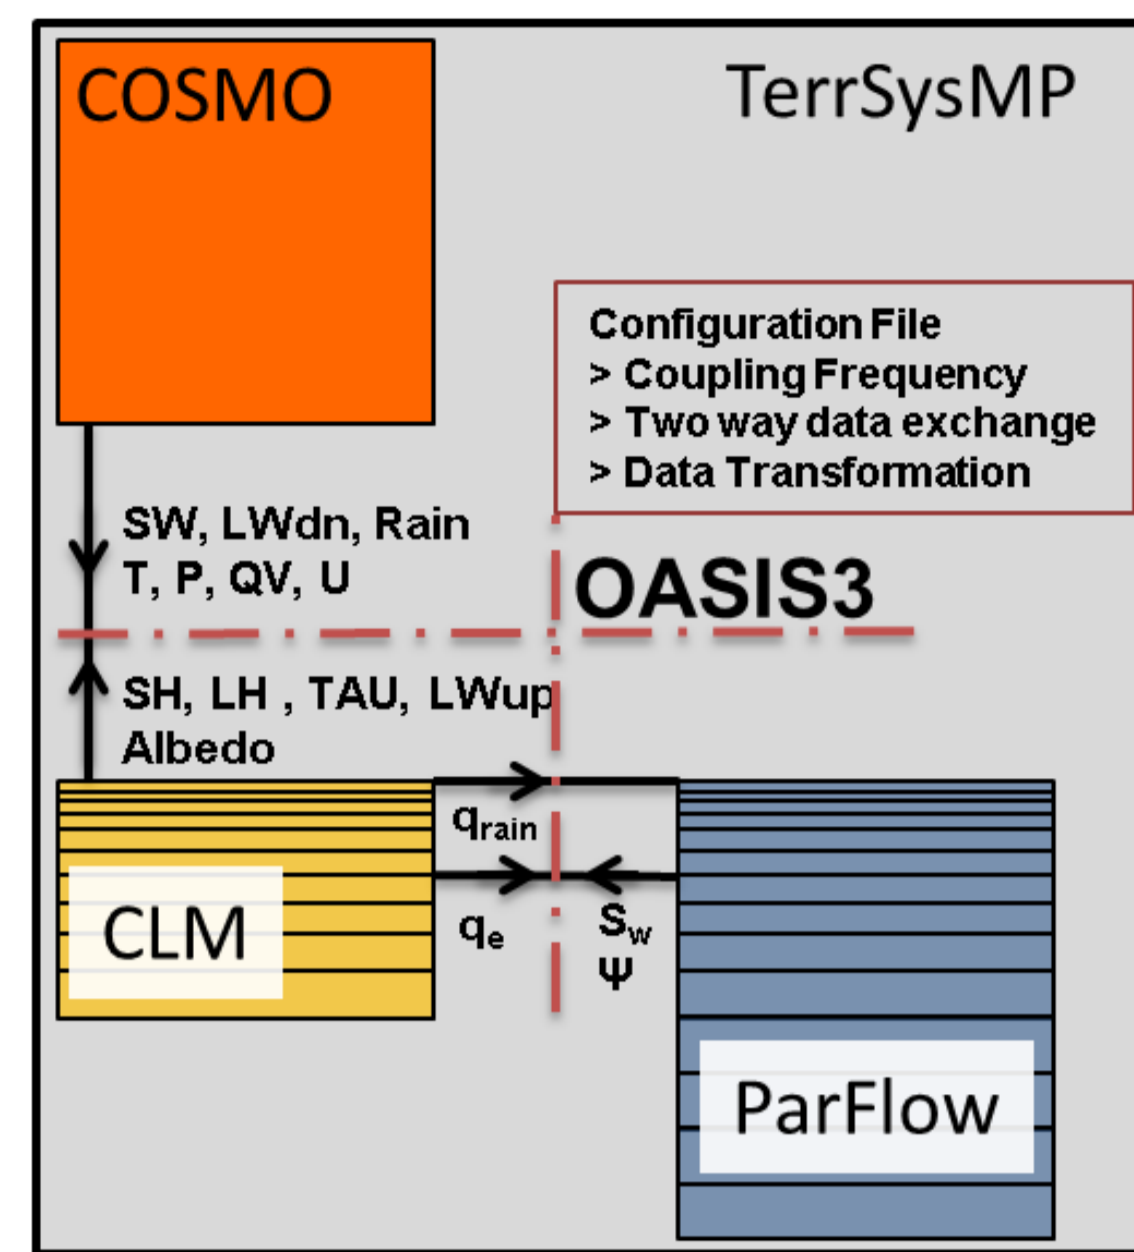 COSMO
TerrSysMP
Configuration File
> Coupling Frequency
> Two way data exchange
> Data Transformation
SW, LWdn, Rain
T, P, QV, U
OASIS3
SH, LH , TAU, LWup
Albedo
qrain
qe
Sw
Ψ
CLM
ParFlow